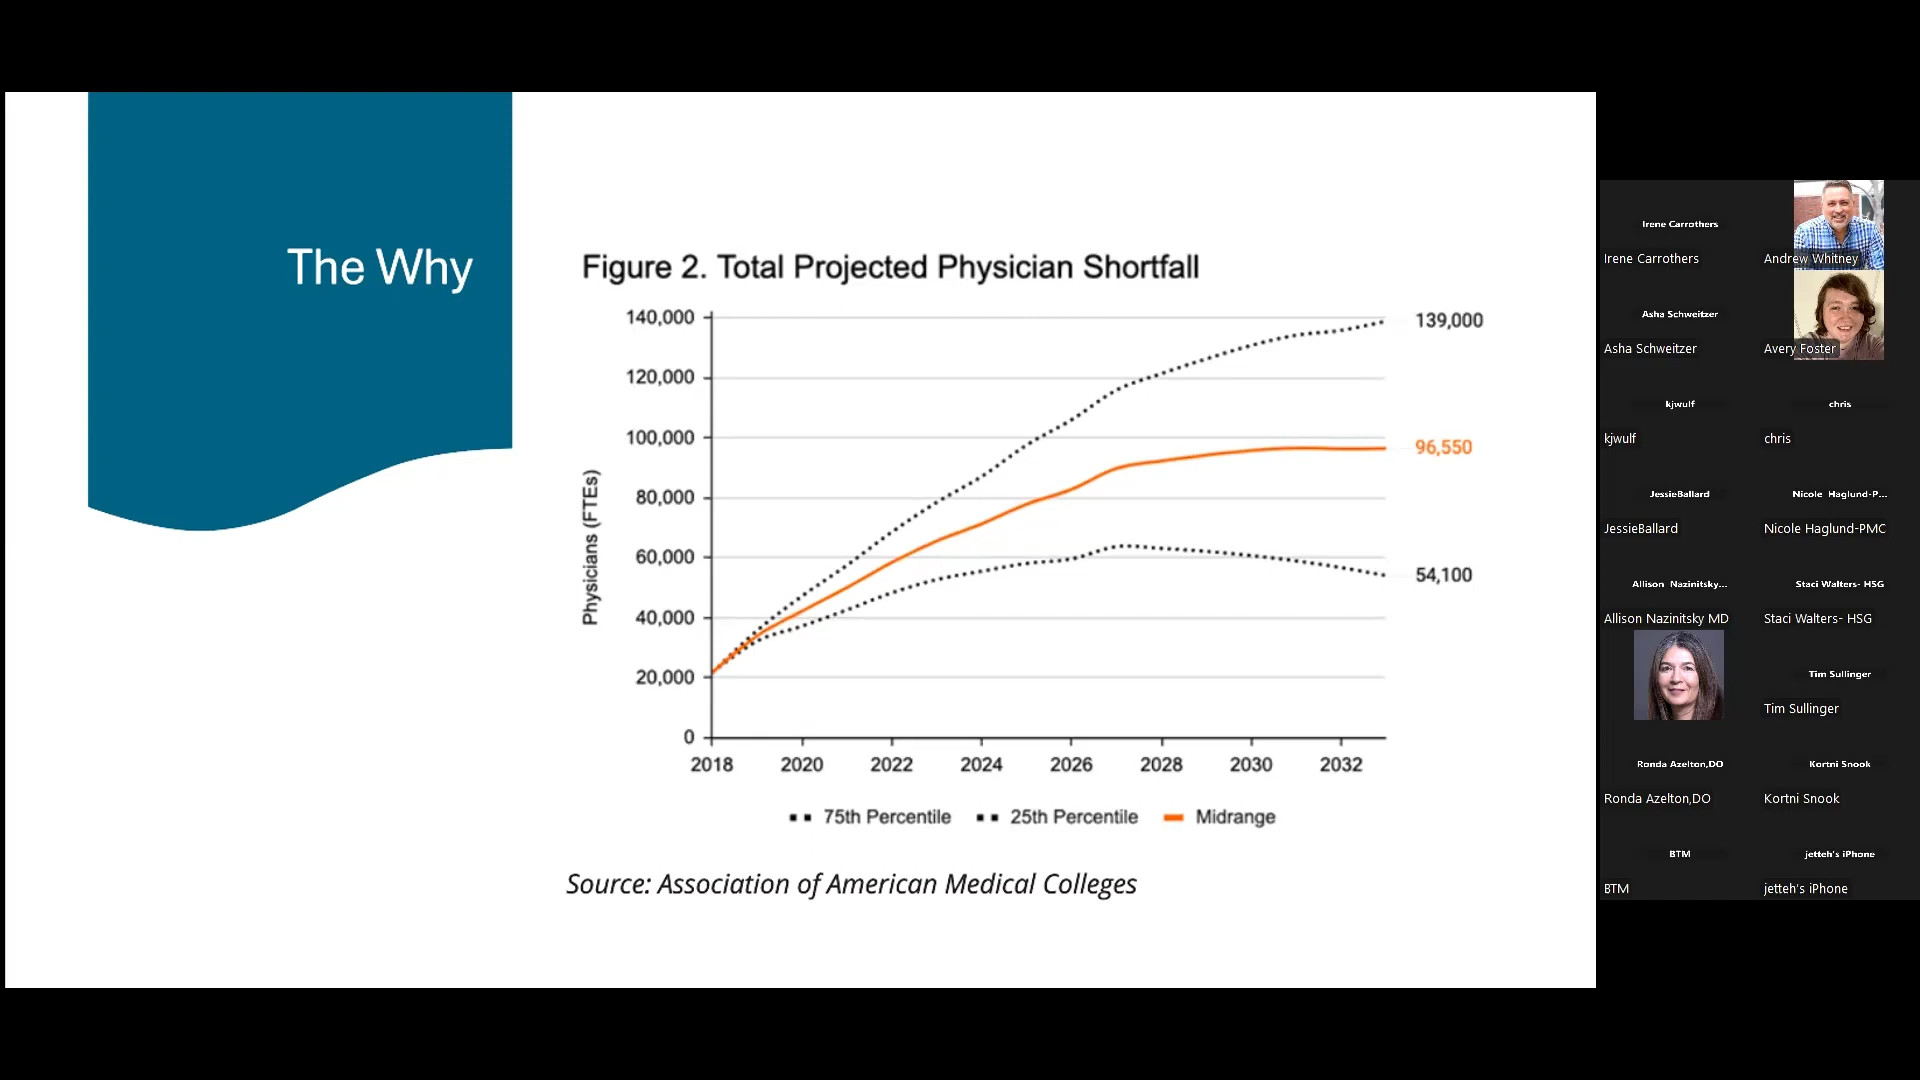 The Why
Figure 2. Total Projected Physician Shortfall
140,000
120,000
100,000
80,000
60,000
40,000
20,000
0
Physicians (FTEs)
139,000
96,550
54,100
2018 2020 2022 2024 2026 2028 2030 2032
75th Percentile 25th Percentile Midrange
Source: Association of American Medical Colleges
Irene Carrothers
Irene Carrothers
Andrew Whitney
Asha Schweitzer
Asha Schweitzer
Avery Foster
kjwulf
kjwulf
chris
chris
JessieBallard
JessieBallard
Nicole Haglund-P...
Nicole Haglund-PMC
Allison Nazinitsky...
Allison Nazinitsky MD
Staci Walters- HSG
Staci Walters- HSG
Tim Sullinger
Tim Sullinger
Ronda Azelton,DO
Ronda Azelton,DO
Kortni Snook
Kortni Snook
BTM
BTM
jetteh's iPhone
jetteh's iPhone